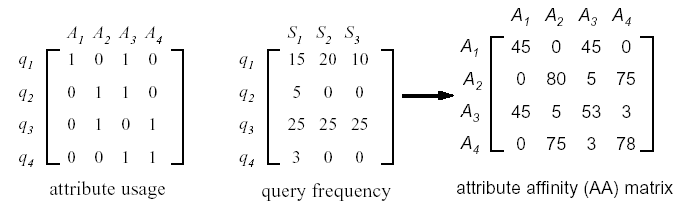 A1 A2 A3 A4
q1 1 0 1 0
q2 0 1 1 0
q3 0 1 0 1
q4 0 0 1 1
attribute usage
S1 S2 S3
q1 15 20 10
q2 5 0 0
q3 25 25 25
q4 3 0 0
query frequency
A1 A2 A3 A4
A1 45 0 45 0
A2 0 80 5 75
A3 45 5 53 3
A4 0 75 3 78
attribute affinity (AA) matrix